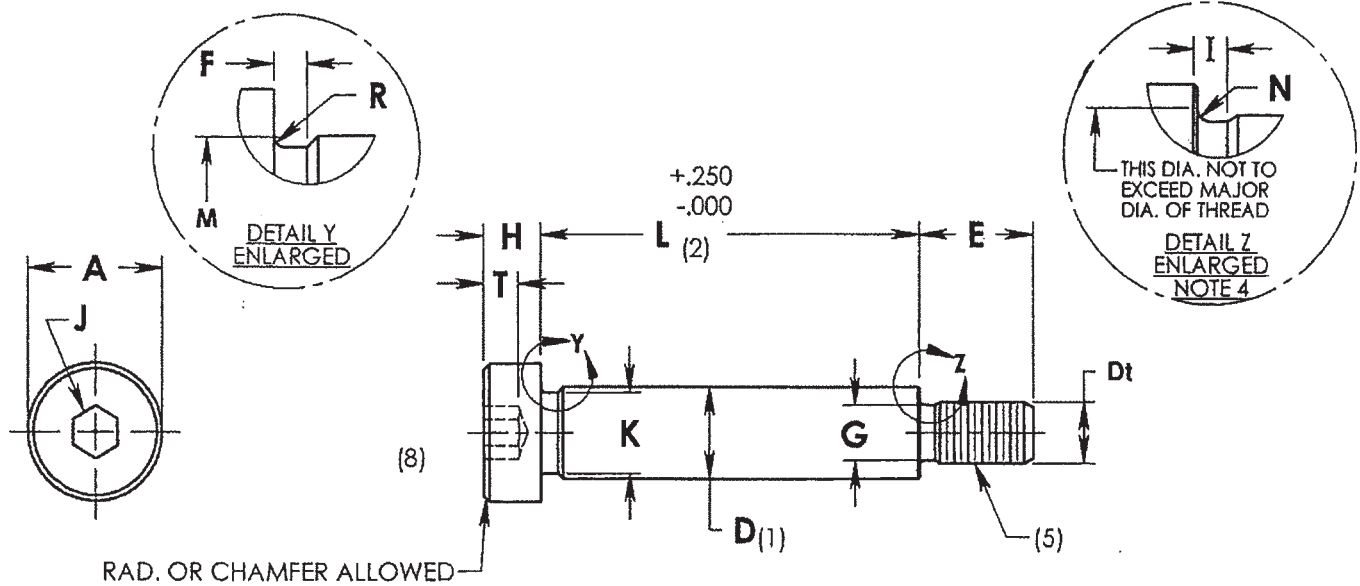 F
R
M
DETAIL Y
ENLARGED
I
N
THIS DIA. NOT TO
EXCEED MAJOR
DIA. OF THREAD
DETAIL Z
ENLARGED
NOTE 4
+.250
-.000
A
H
L
(2)
E
T
J
Y
Z
Dt
K
G
(8)
D(1)
(5)
RAD. OR CHAMFER ALLOWED